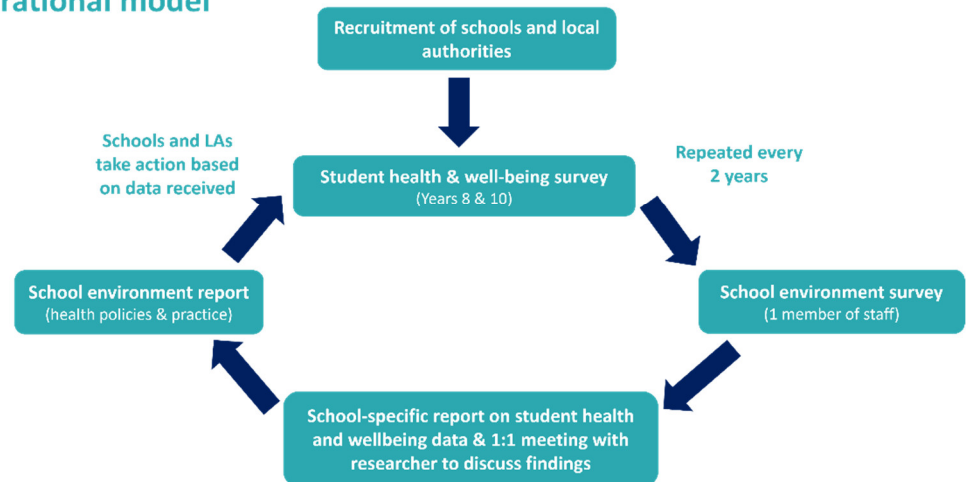 rational model
Recruitment of schools and local
authorities
Schools and LAs
take action based
on data received
Student health & well-being survey
(Years 8 & 10)
Repeated every
2 years
School environment report
(health policies & practice)
School environment survey
(1 member of staff)
School-specific report on student health
and wellbeing data & 1:1 meeting with
researcher to discuss findings